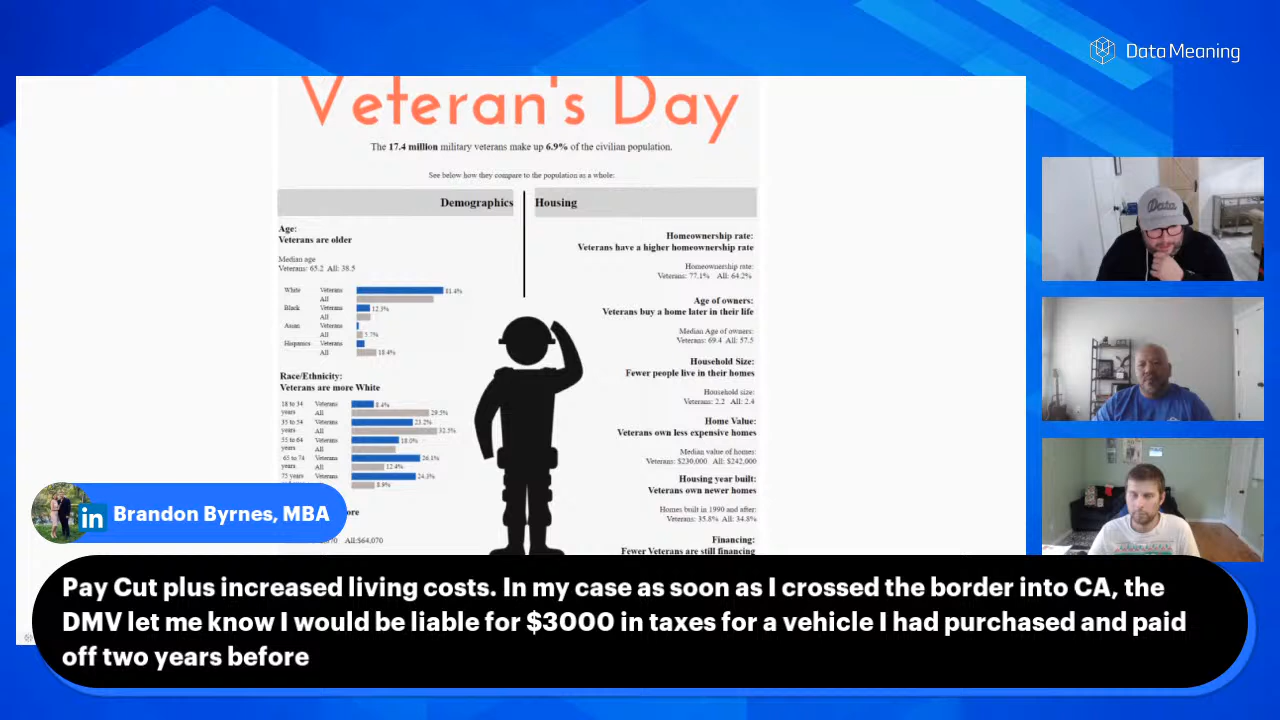 Data Meaning
Veteran's Day
The 17.4 million military veterans make up 6.9% of the civilian population.
See below how they compare to the population as a whole:
Demographics
Age:
Veterans are older
Median age
Veterans: 65.2 All: 38.5
White Veterans 81.4%
All
Black Veterans 12.3%
All
Asian Veterans
All 5.7%
Hispanics Veterans
All 18.4%
Race/Ethnicity:
Veterans are more White
18 to 34 years Veterans 8.4%
All 29.5%
35 to 54 years Veterans 23.2%
All 32.5%
55 to 64 years Veterans 18.0%
All
65 to 74 years Veterans 26.1%
All 12.4%
75 years Veterans 24.3%
8.9%
All:$64,070
Housing
Homeownership rate:
Veterans have a higher homeownership rate
Homeownership rate:
Veterans: 77.1% All: 64.2%
Age of owners:
Veterans buy a home later in their life
Median Age of owners:
Veterans: 69.4 All: 57.5
Household Size:
Fewer people live in their homes
Household size:
Veterans: 2.2 All: 2.4
Home Value:
Veterans own less expensive homes
Median value of homes:
Veterans: $230,000 All: $242,000
Housing year built:
Veterans own newer homes
Homes built in 1990 and after:
Veterans: 35.8% All: 34.8%
Financing:
Fewer Veterans are still financing
Data
in Brandon Byrnes, MBA
Pay Cut plus increased living costs. In my case as soon as I crossed the border into CA, the
DMV let me know I would be liable for $3000 in taxes for a vehicle I had purchased and paid
off two years before